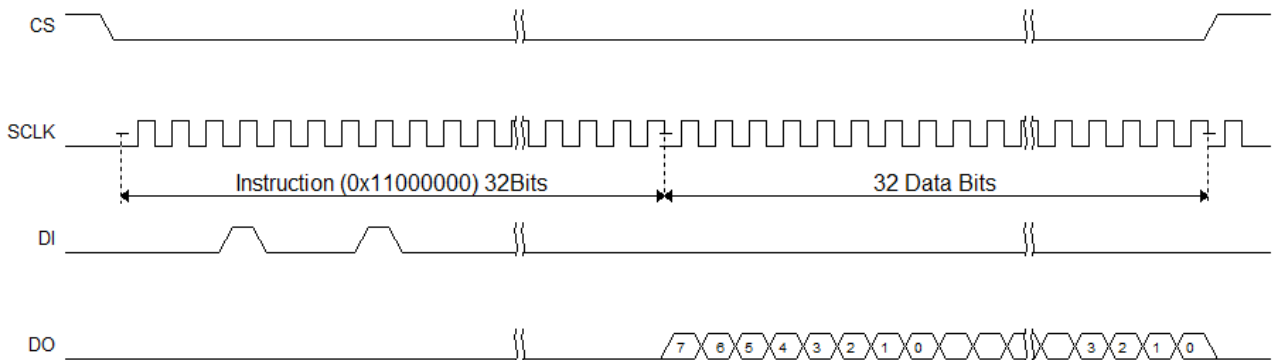 CS
SCLK
Instruction (0x11000000) 32Bits
32 Data Bits
DI
DO
7 6 5 4 3 2 1 0 3 2 1 0